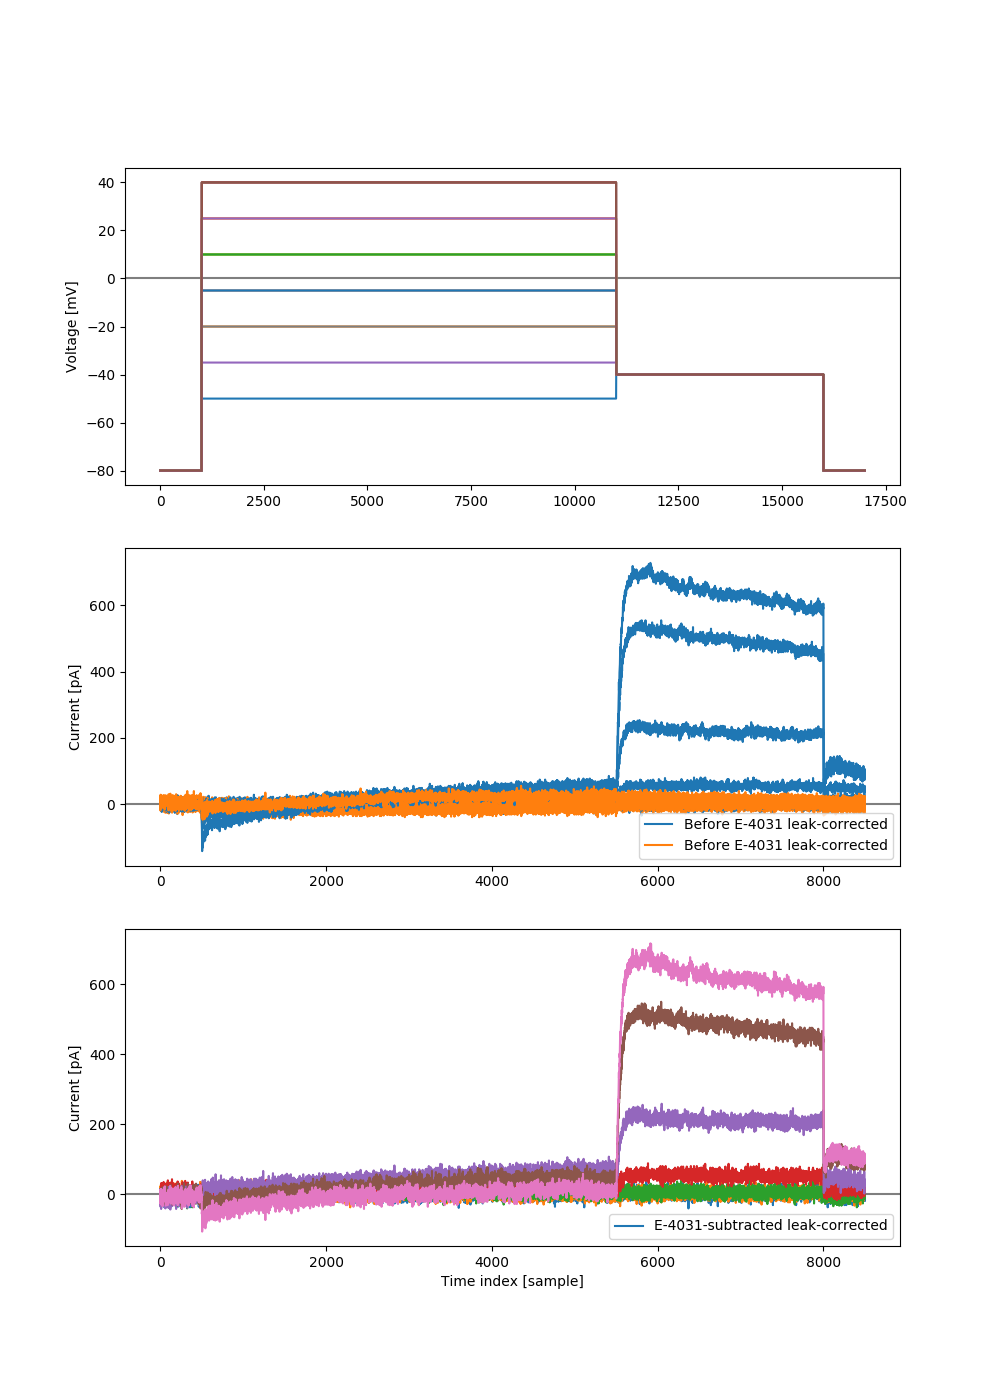 40
20
0
−20
−40
−60
−80
Voltage [mV]
0 2500 5000 7500 10000 12500 15000 17500
600
400
200
0
Current [pA]
Before E-4031 leak-corrected
Before E-4031 leak-corrected
0 2000 4000 6000 8000
600
400
200
0
Current [pA]
E-4031-subtracted leak-corrected
0 2000 4000 6000 8000
Time index [sample]